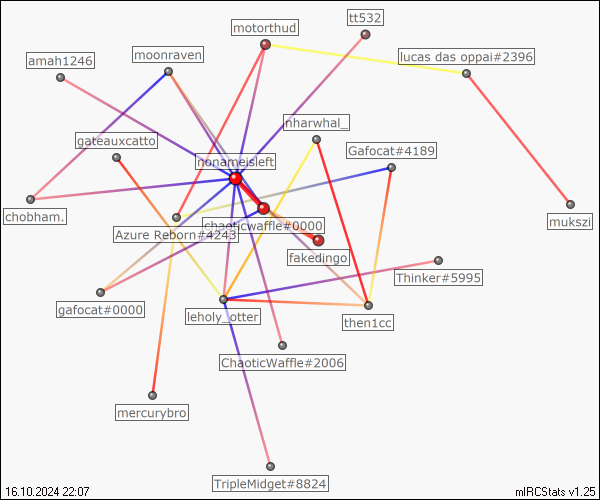 tt532
motorthud
moonraven
lucas das oppai#2396
amah1246
nharwhal_
gateauxcatto
Gafocat#4189
nonameisleft
chobham.
mukszi
chaoticwaffle#0000
Azure Reborn#4243
fakedingo
Thinker#5995
gafocat#0000
leholy_otter
then1cc
ChaoticWaffle#2006
mercurybro
TripleMidget#8824
16.10.2024 22:07
mIRCStats v1.25